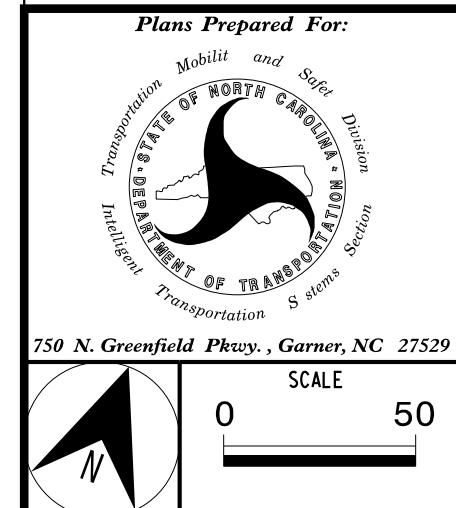 Plans Prepared For:
Transportation Mobilit and Safet Division
STATE OF NORTH CAROLINA
DEPARTMENT OF TRANSPORTATION
Intelligent Transportation S stems Section
750 N. Greenfield Pkwy. , Garner, NC 27529
SCALE
0 50
N